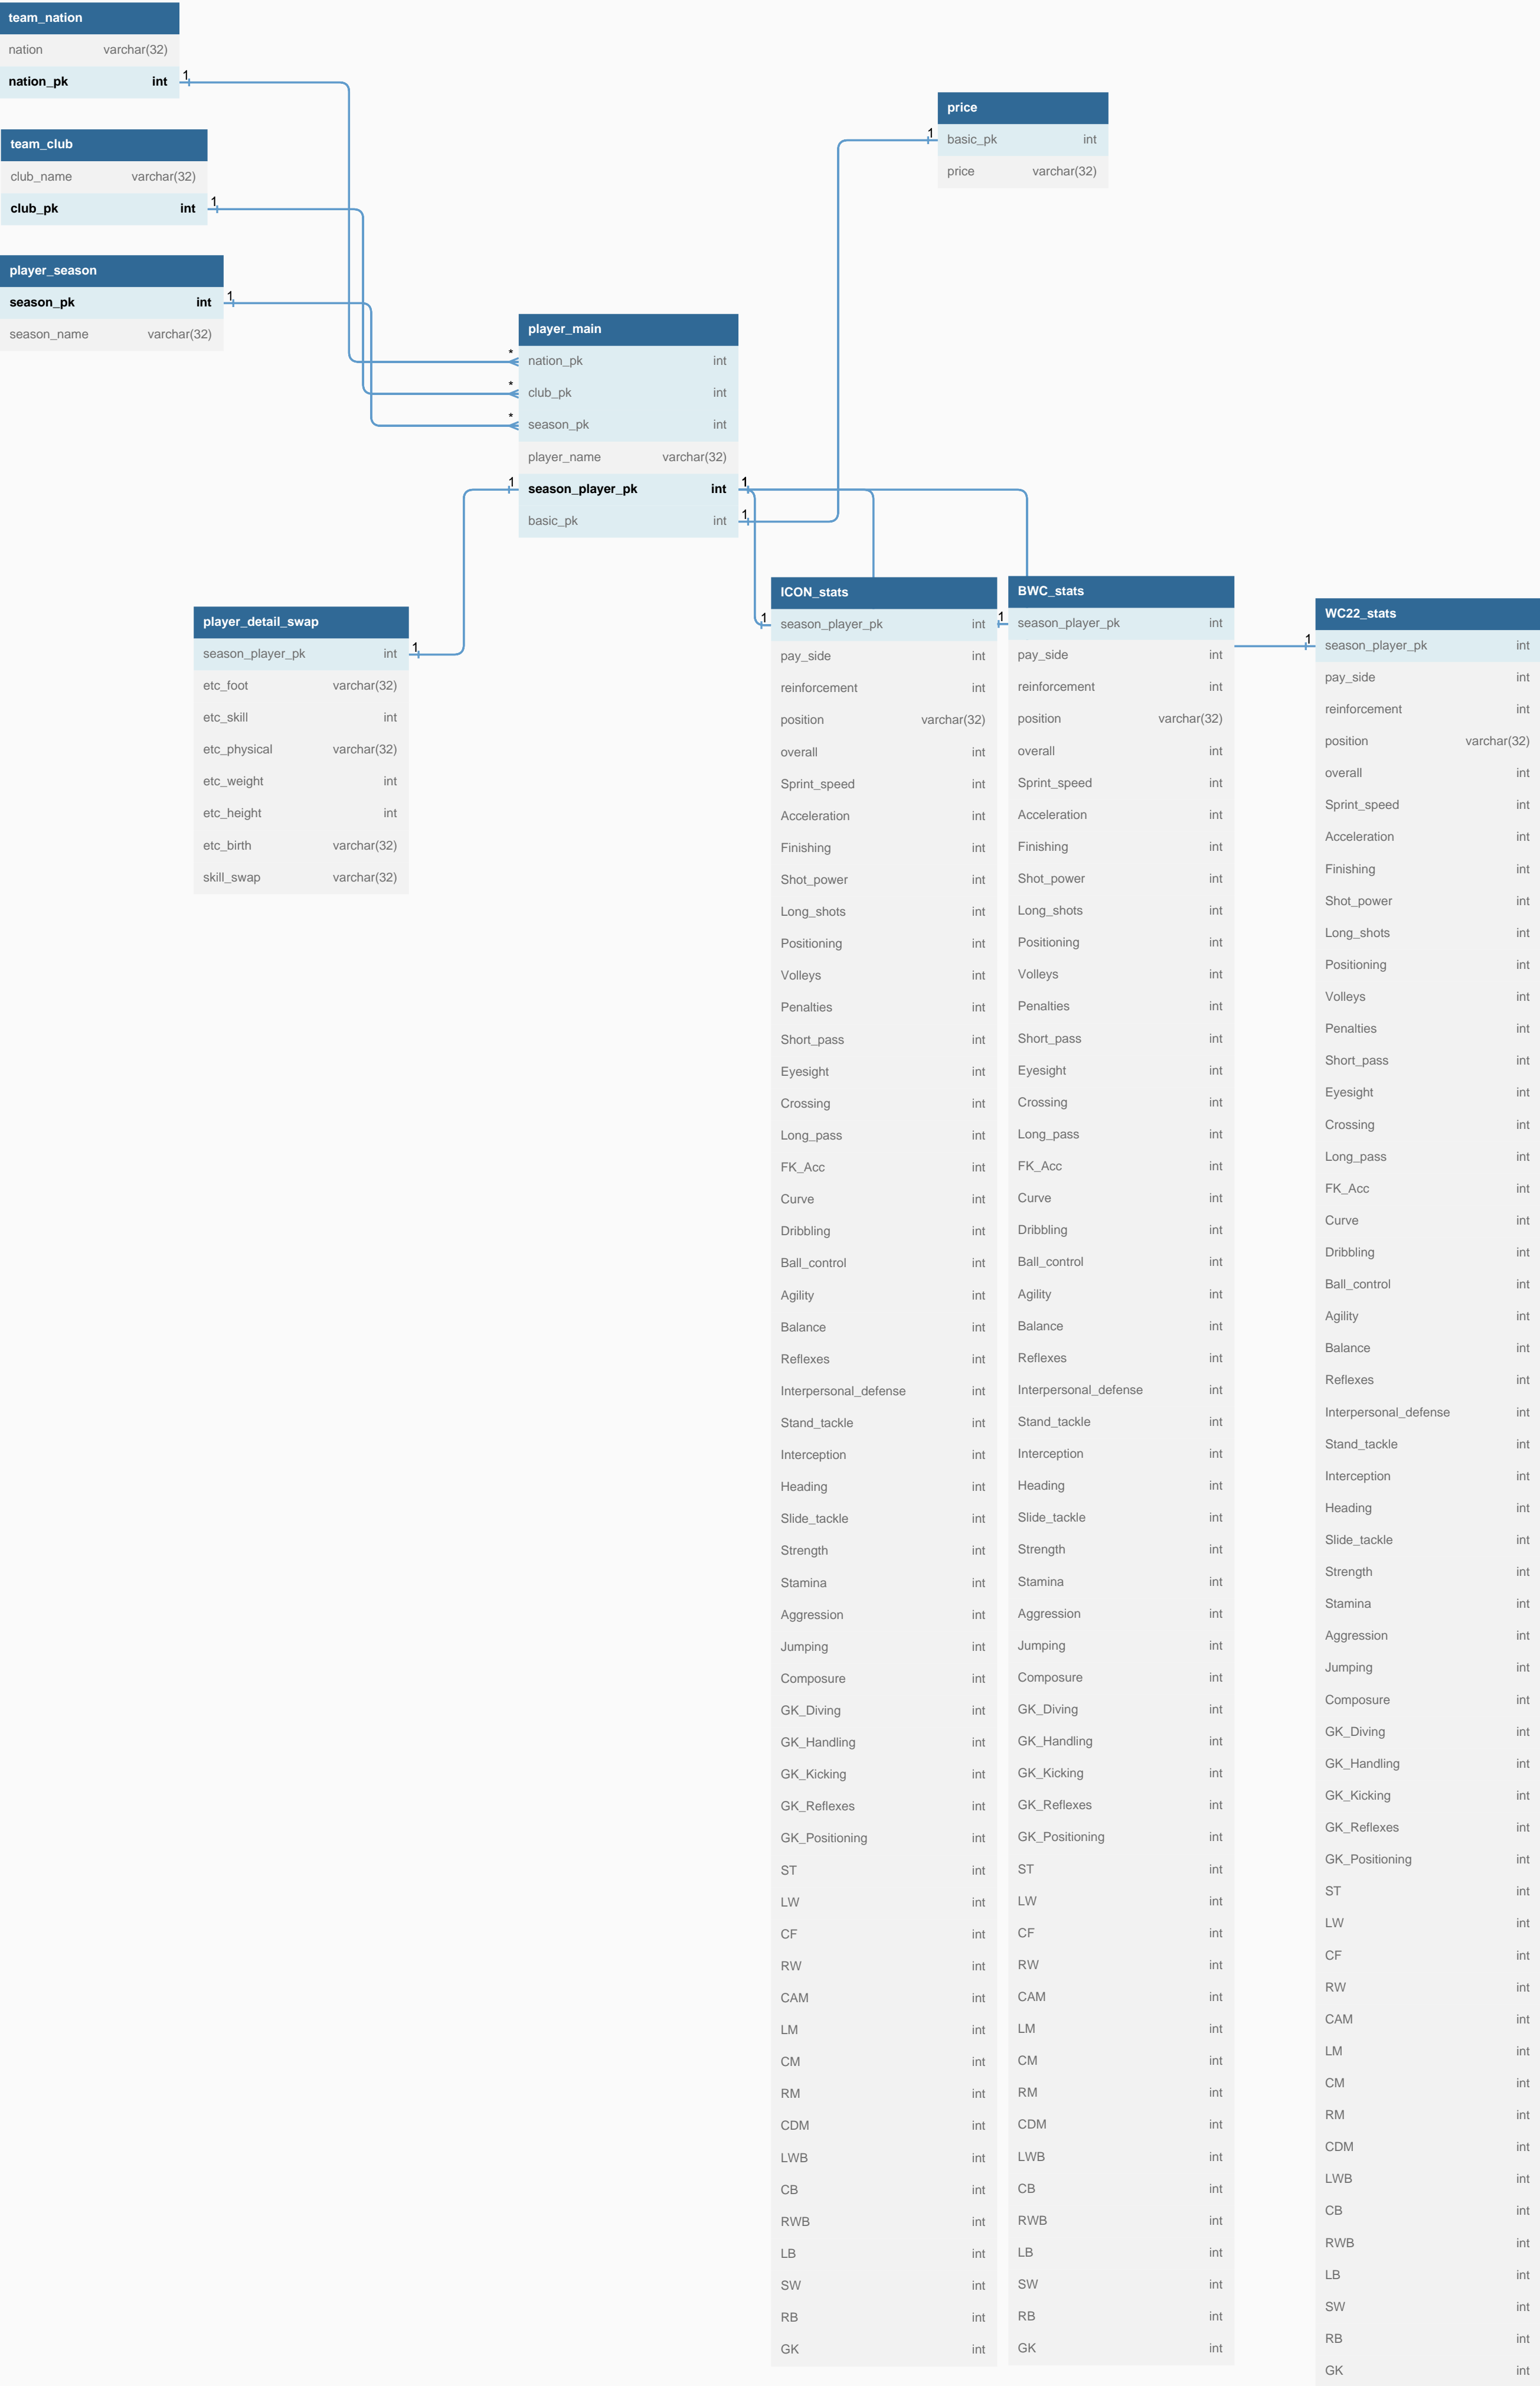 team_nation
nation varchar(32)
nation_pk int
1
team_club
club_name varchar(32)
club_pk int
1
player_season
season_pk int
1
season_name varchar(32)
price
1
basic_pk int
price varchar(32)
player_main
*
nation_pk int
*
club_pk int
*
season_pk int
player_name varchar(32)
1
season_player_pk int
1
basic_pk int
1
player_detail_swap
season_player_pk int
1
etc_foot varchar(32)
etc_skill int
etc_physical varchar(32)
etc_weight int
etc_height int
etc_birth varchar(32)
skill_swap varchar(32)
ICON_stats
1
season_player_pk int
pay_side int
reinforcement int
position varchar(32)
overall int
Sprint_speed int
Acceleration int
Finishing int
Shot_power int
Long_shots int
Positioning int
Volleys int
Penalties int
Short_pass int
Eyesight int
Crossing int
Long_pass int
FK_Acc int
Curve int
Dribbling int
Ball_control int
Agility int
Balance int
Reflexes int
Interpersonal_defense int
Stand_tackle int
Interception int
Heading int
Slide_tackle int
Strength int
Stamina int
Aggression int
Jumping int
Composure int
GK_Diving int
GK_Handling int
GK_Kicking int
GK_Reflexes int
GK_Positioning int
ST int
LW int
CF int
RW int
CAM int
LM int
CM int
RM int
CDM int
LWB int
CB int
RWB int
LB int
SW int
RB int
GK int
BWC_stats
1
season_player_pk int
pay_side int
reinforcement int
position varchar(32)
overall int
Sprint_speed int
Acceleration int
Finishing int
Shot_power int
Long_shots int
Positioning int
Volleys int
Penalties int
Short_pass int
Eyesight int
Crossing int
Long_pass int
FK_Acc int
Curve int
Dribbling int
Ball_control int
Agility int
Balance int
Reflexes int
Interpersonal_defense int
Stand_tackle int
Interception int
Heading int
Slide_tackle int
Strength int
Stamina int
Aggression int
Jumping int
Composure int
GK_Diving int
GK_Handling int
GK_Kicking int
GK_Reflexes int
GK_Positioning int
ST int
LW int
CF int
RW int
CAM int
LM int
CM int
RM int
CDM int
LWB int
CB int
RWB int
LB int
SW int
RB int
GK int
WC22_stats
1
season_player_pk int
pay_side int
reinforcement int
position varchar(32)
overall int
Sprint_speed int
Acceleration int
Finishing int
Shot_power int
Long_shots int
Positioning int
Volleys int
Penalties int
Short_pass int
Eyesight int
Crossing int
Long_pass int
FK_Acc int
Curve int
Dribbling int
Ball_control int
Agility int
Balance int
Reflexes int
Interpersonal_defense int
Stand_tackle int
Interception int
Heading int
Slide_tackle int
Strength int
Stamina int
Aggression int
Jumping int
Composure int
GK_Diving int
GK_Handling int
GK_Kicking int
GK_Reflexes int
GK_Positioning int
ST int
LW int
CF int
RW int
CAM int
LM int
CM int
RM int
CDM int
LWB int
CB int
RWB int
LB int
SW int
RB int
GK int